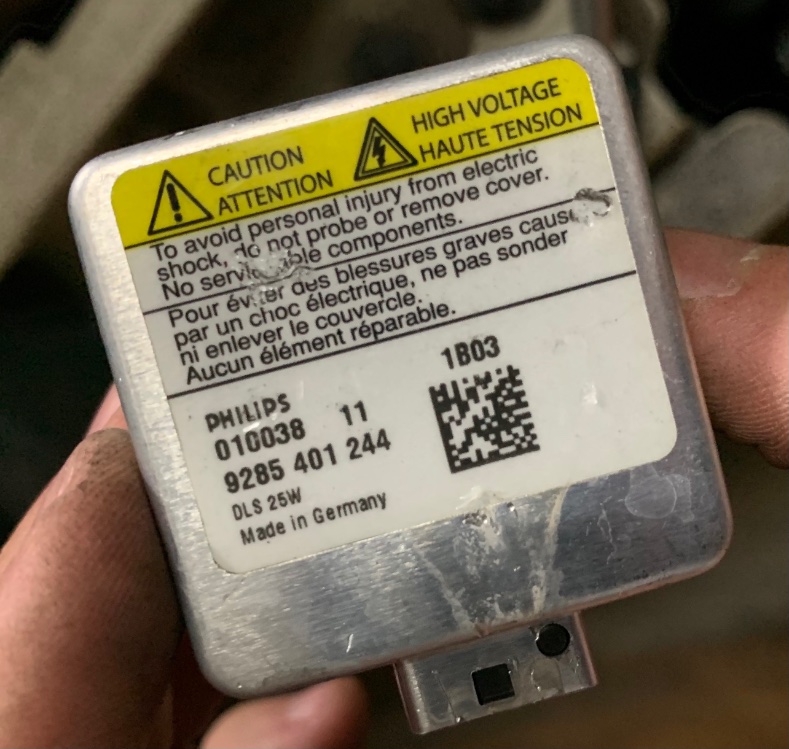 CAUTION
ATTENTION
HIGH VOLTAGE
HAUTE TENSION
To avoid personal injury from electric
shock, do not probe or remove cover.
No components.
Pour des blessures graves
par un choc électrique, ne pas sonder
ni enlever le couvercle.
Aucun élément réparable.
1B03
PHILIPS
010038 11
9285 401 244
DLS 25W
Made in Germany